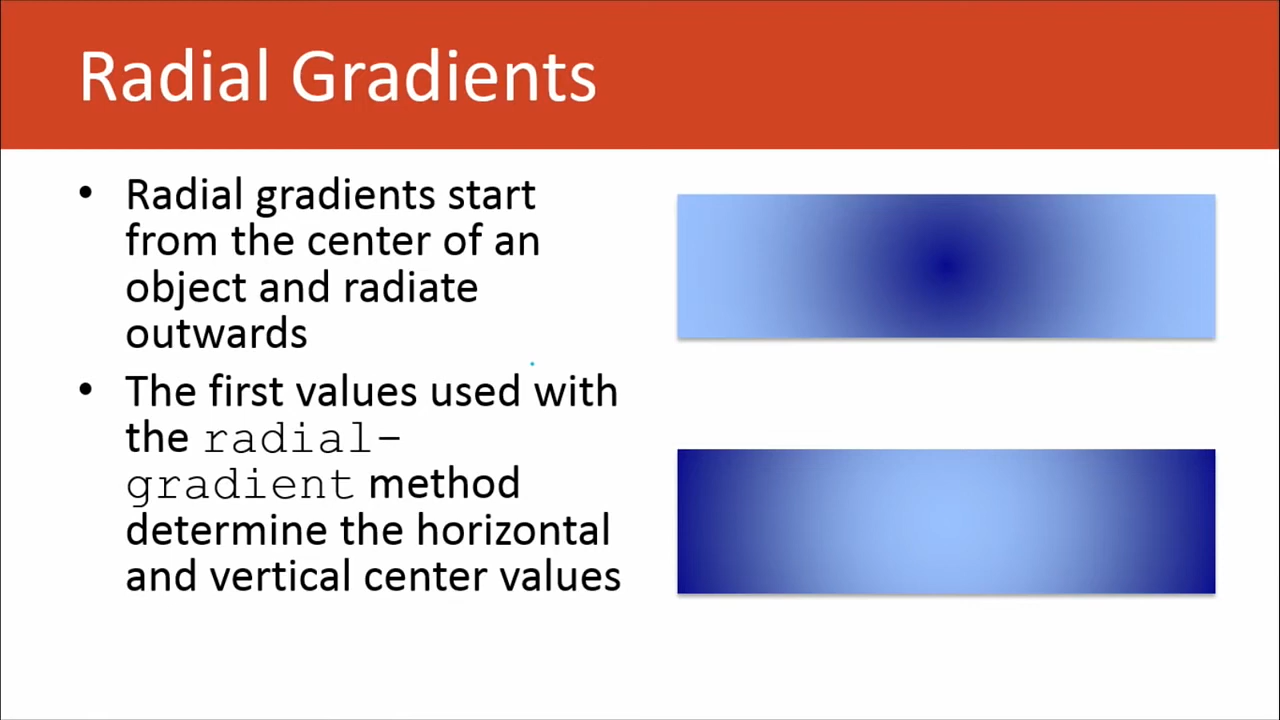 Radial Gradients
• Radial gradients start
from the center of an
object and radiate
outwards
• The first values used with
the radial-
gradient method
determine the horizontal
and vertical center values